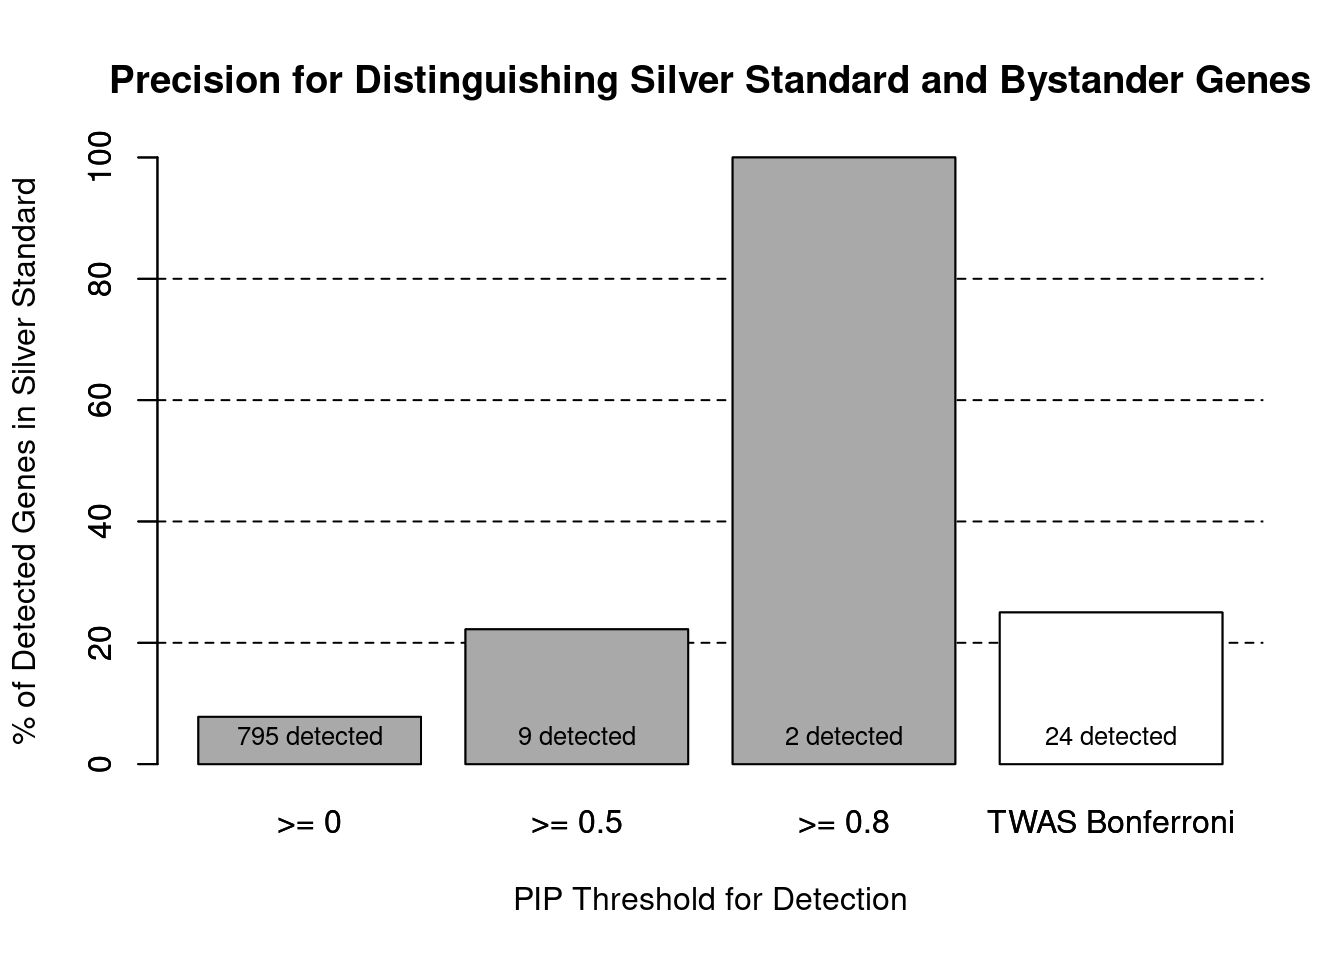 Precision for Distinguishing Silver Standard and Bystander Genes
% of Detected Genes in Silver Standard
100
80
60
40
20
0
795 detected
9 detected
2 detected
24 detected
>= 0
>= 0.5
>= 0.8
TWAS Bonferroni
PIP Threshold for Detection